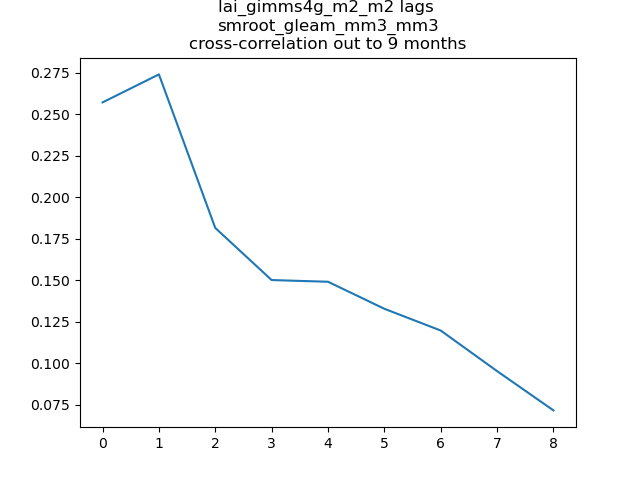 lai_gimms4g_m2_m2 lags
smroot_gleam_mm3_mm3
cross-correlation out to 9 months
0.275
0.250
0.225
0.200
0.175
0.150
0.125
0.100
0.075
0 1 2 3 4 5 6 7 8